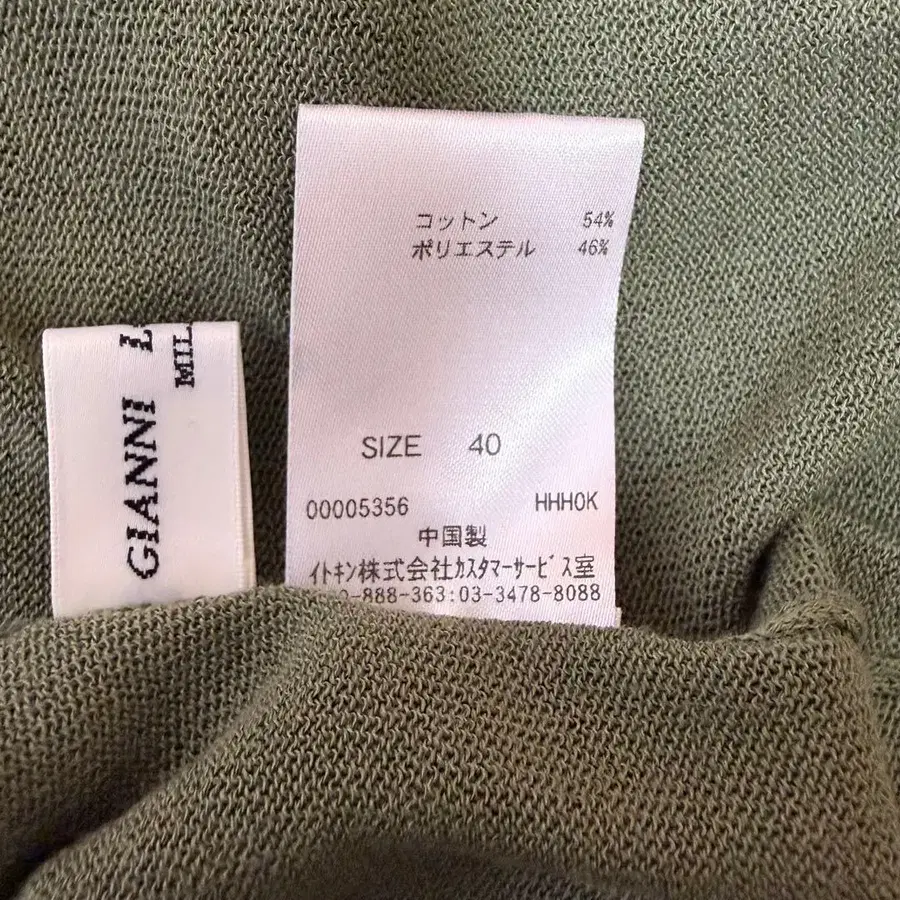 コットン 54%
ポリエステル 46%
SIZE 40
00005356 HHHOK
中国製
イトキン株式会社カスタマーサービス室
-888-363:03-3478-8088
GIANNI